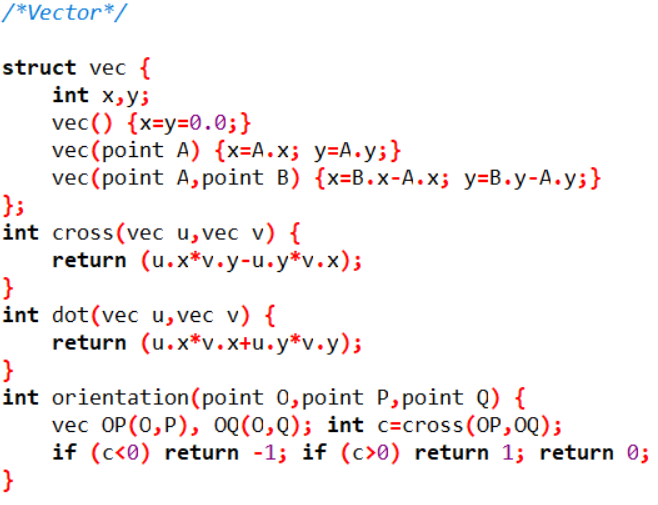 /*Vector*/
struct vec {
    int x,y;
    vec() {x=y=0.0;}
    vec(point A) {x=A.x; y=A.y;}
    vec(point A,point B) {x=B.x-A.x; y=B.y-A.y;}
};
int cross(vec u,vec v) {
    return (u.x*v.y-u.y*v.x);
}
int dot(vec u,vec v) {
    return (u.x*v.x+u.y*v.y);
}
int orientation(point O,point P,point Q) {
    vec OP(O,P), OQ(O,Q); int c=cross(OP,OQ);
    if (c<0) return -1; if (c>0) return 1; return 0;
}